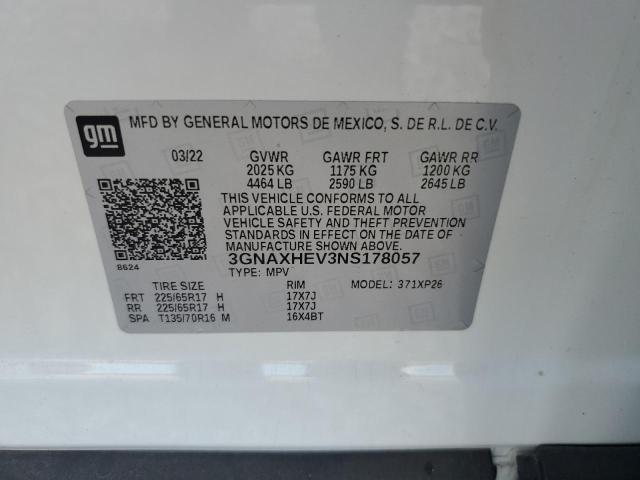 gm MFD BY GENERAL MOTORS DE MEXICO, S. DE R.L. DE C.V.
03/22 GVWR GAWR FRT GAWR RR
2025 KG 1175 KG 1200 KG
4464 LB 2590 LB 2645 LB
THIS VEHICLE CONFORMS TO ALL
APPLICABLE U.S. FEDERAL MOTOR
VEHICLE SAFETY AND THEFT PREVENTION
STANDARDS IN EFFECT ON THE DATE OF
MANUFACTURE SHOWN ABOVE.
8624 3GNAXHEV3NS178057
TYPE: MPV
TIRE SIZE RIM MODEL: 371XP26
FRT 225/65R17 H 17X7J
RR 225/65R17 H 17X7J
SPA T135/70R16 M 16X4BT